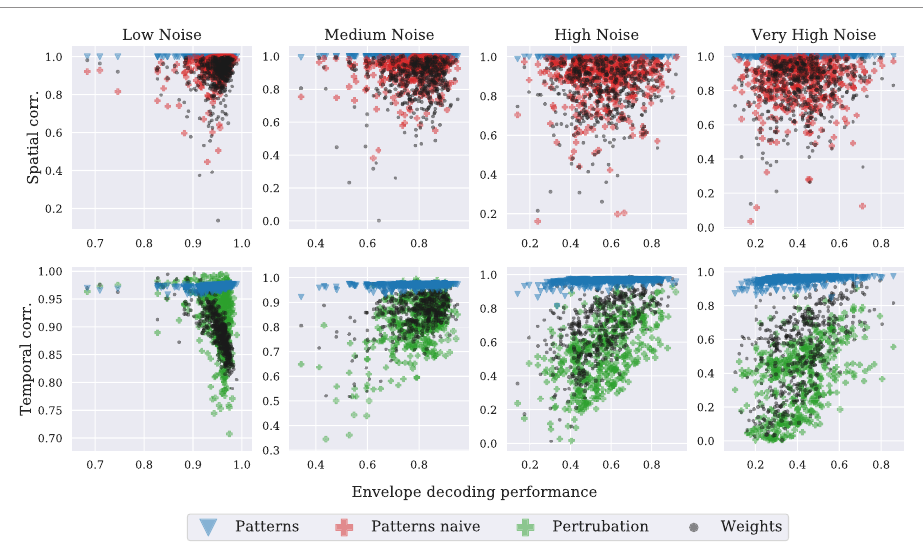 Low Noise Medium Noise High Noise Very High Noise
1.0 1.0 1.0 1.0
0.8 0.8 0.8 0.8
0.6 0.6 0.6 0.6
0.4 0.4 0.4 0.4
0.2 0.2 0.2 0.2
0.0 0.0
Spatial corr.
0.7 0.8 0.9 1.0 0.4 0.6 0.8 0.2 0.4 0.6 0.8 0.2 0.4 0.6 0.8
1.00 1.0 1.0 1.0
0.95 0.9 0.8 0.8
0.90 0.8 0.6 0.6
0.85 0.7 0.4 0.4
0.80 0.6 0.2 0.2
0.75 0.5 0.0 0.0
0.70 0.4
0.3
Temporal corr.
0.7 0.8 0.9 1.0 0.4 0.6 0.8 0.2 0.4 0.6 0.8 0.2 0.4 0.6 0.8
Envelope decoding performance
Patterns Patterns naive Pertrubation Weights